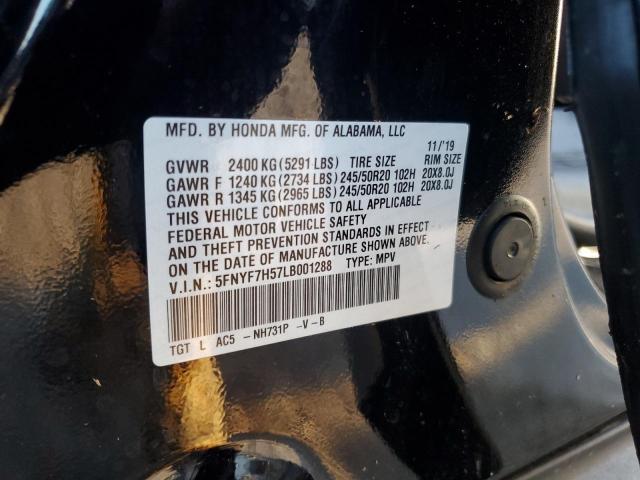 MFD. BY HONDA MFG. OF ALABAMA, LLC
11/'19
GVWR 2400 KG (5291 LBS) TIRE SIZE RIM SIZE
GAWR F 1240 KG (2734 LBS) 245/50R20 102H 20X8.0J
GAWR R 1345 KG (2965 LBS) 245/50R20 102H 20X8.0J
THIS VEHICLE CONFORMS TO ALL APPLICABLE
FEDERAL MOTOR VEHICLE SAFETY
AND THEFT PREVENTION STANDARDS IN EFFECT
ON DATE OF MANUFACTURE SHOWN ABOVE.
V.I.N.: 5FNYF7H57LB001288 TYPE: MPV
TGT L AC5 -NH731P -V-B